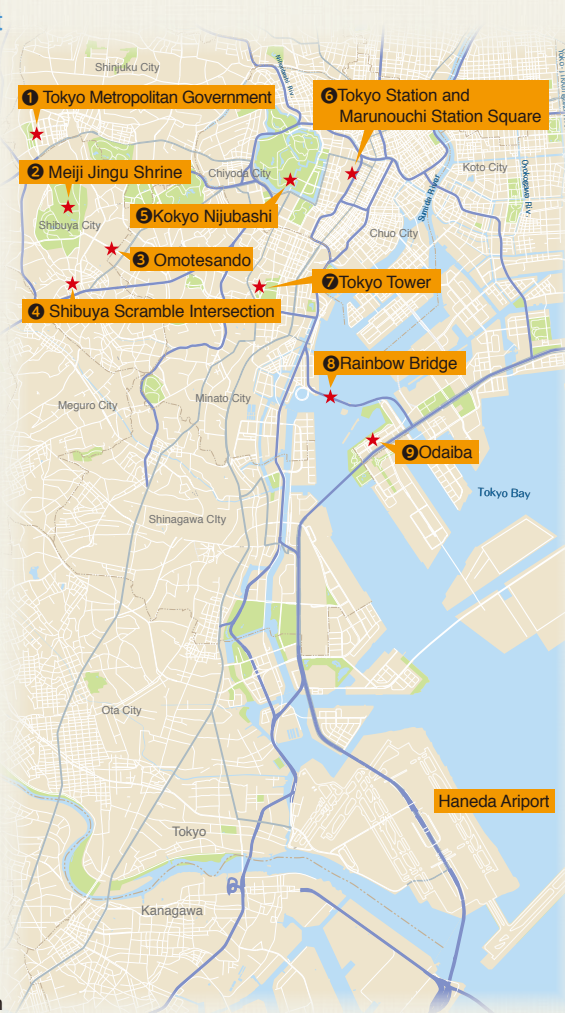 Shinjuku City
❶ Tokyo Metropolitan Government
❻Tokyo Station and
Marunouchi Station Square
❷ Meiji Jingu Shrine
Chiyoda City
Koto City
Sumida River
Shibuya City
❺Kokyo Nijubashi
Chuo City
❸ Omotesando
❼Tokyo Tower
❹ Shibuya Scramble Intersection
❽Rainbow Bridge
Meguro City
Minato City
❾Odaiba
Tokyo Bay
Shinagawa CIty
Ota City
Haneda Ariport
Tokyo
Kanagawa